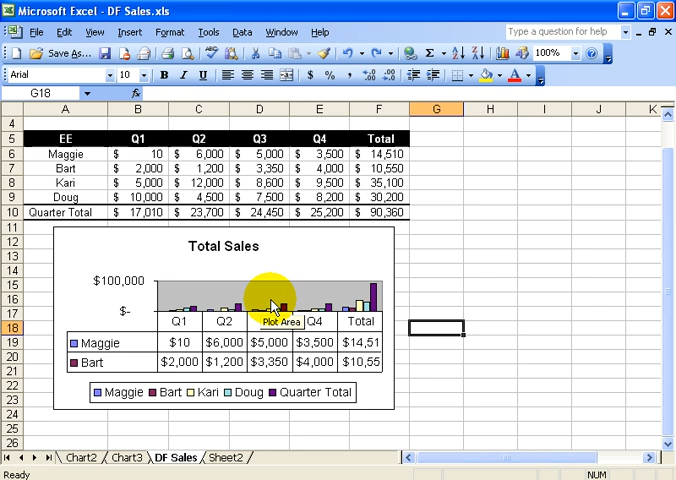 Microsoft Excel - DF Sales.xls
File Edit View Insert Format Tools Data Window Help Type a question for help
Save As... Σ 100%
Arial 10 B I U $ % ,
G18 fx
A B C D E F G H I J K
4
5 EE Q1 Q2 Q3 Q4 Total
6 Maggie $ 10 $ 6,000 $ 5,000 $ 3,500 $ 14,510
7 Bart $ 2,000 $ 1,200 $ 3,350 $ 4,000 $ 10,550
8 Kari $ 5,000 $ 12,000 $ 8,600 $ 9,500 $ 35,100
9 Doug $ 10,000 $ 4,500 $ 7,500 $ 8,200 $ 30,200
10 Quarter Total $ 17,010 $ 23,700 $ 24,450 $ 25,200 $ 90,360
11
12 Total Sales
13
14
15 $100,000
16
17 $-
18 Q1 Q2 Plot Area Q4 Total
19 Maggie $10 $6,000 $5,000 $3,500 $14,51
20 Bart $2,000 $1,200 $3,350 $4,000 $10,55
21
22 Maggie Bart Kari Doug Quarter Total
23
24
25
26
Chart2 Chart3 DF Sales Sheet2
Ready NUM